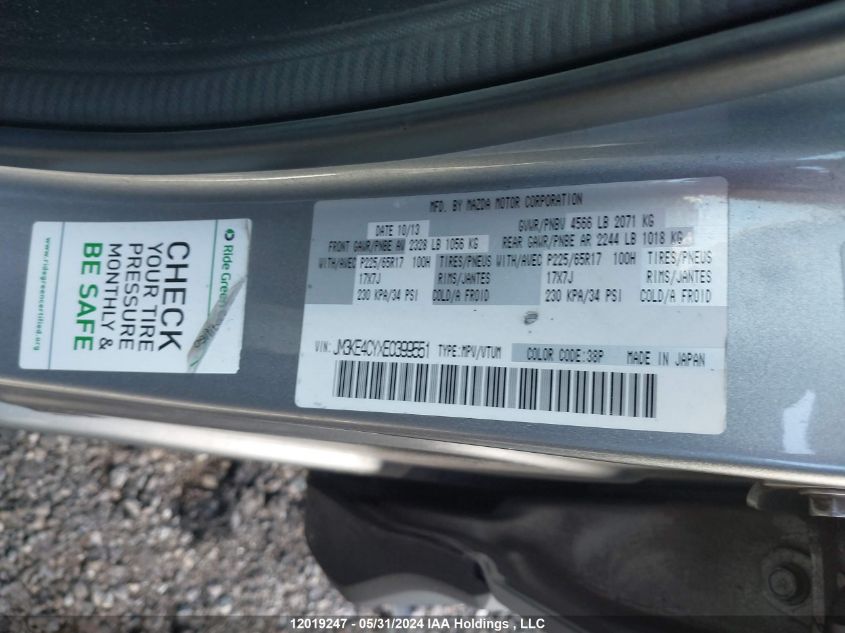 MFD. BY MAZDA MOTOR CORPORATION
DATE 10/13 GVWR/PNBV 4566 LB 2071 KG
FRONT GAWR/PNBE AV 2328 LB 1056 KG REAR GAWR/PNBE AR 2244 LB 1018 KG
WITH/AVEC P225/65R17 100H TIRES/PNEUS WITH/AVEC P225/65R17 100H TIRES/PNEUS
17X7J RIMS/JANTES 17X7J RIMS/JANTES
230 KPA/34 PSI COLD/A FROID 230 KPA/34 PSI COLD/A FROID
VIN: JM3KE4CYXE0399551 TYPE:MPV/VTUM COLOR CODE:38P MADE IN JAPAN
Ride
CHECK
YOUR TIRE
PRESSURE
MONTHLY &
BE SAFE
www.ridegreencertified.org
12019247 - 05/31/2024 IAA Holdings, LLC